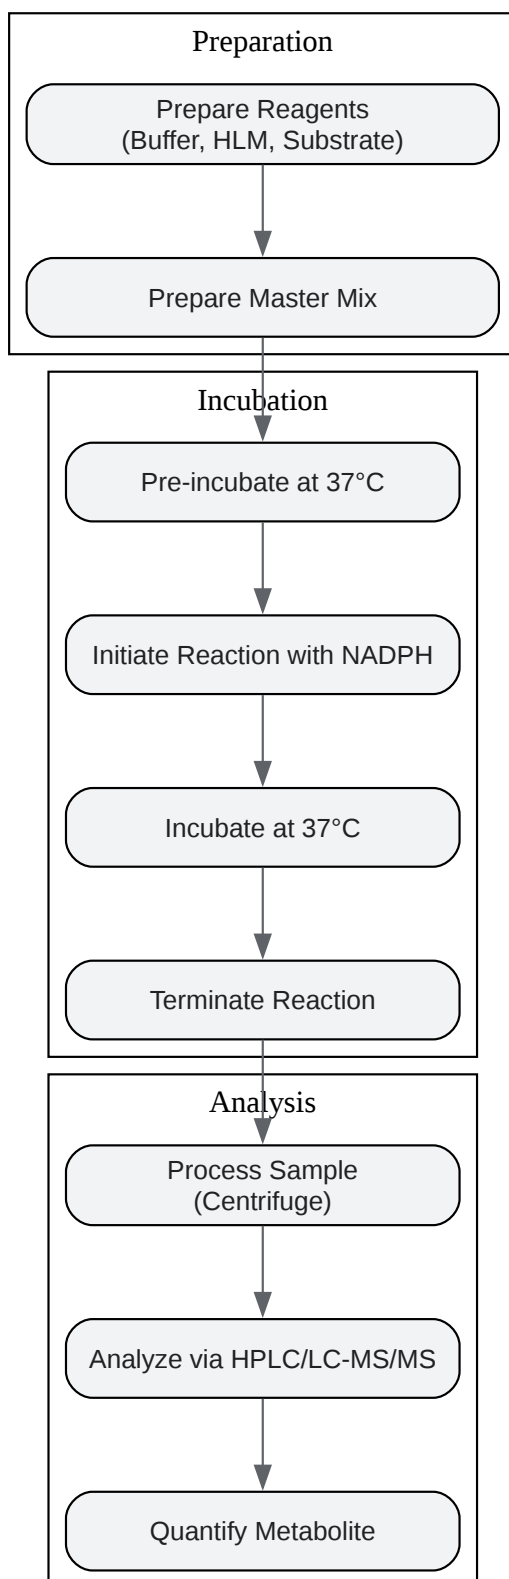 Preparation
Prepare Reagents
(Buffer, HLM, Substrate)
Prepare Master Mix
Incubation
Pre-incubate at 37°C
Initiate Reaction with NADPH
Incubate at 37°C
Terminate Reaction
Analysis
Process Sample
(Centrifuge)
Analyze via HPLC/LC-MS/MS
Quantify Metabolite